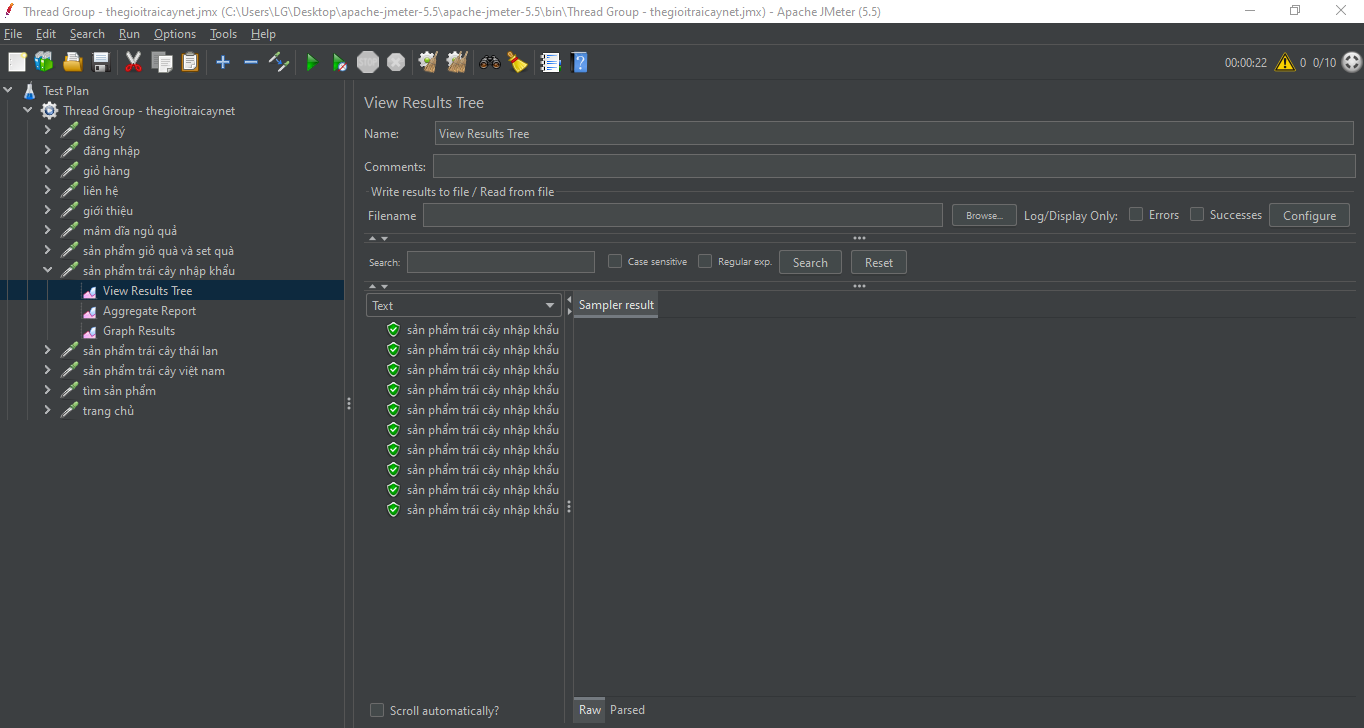 Thread Group - thegioitraicaynet.jmx (C:\Users\LG\Desktop\apache-jmeter-5.5\apache-jmeter-5.5\bin\Thread Group - thegioitraicaynet.jmx) - Apache JMeter (5.5)
File Edit Search Run Options Tools Help
STOP 00:00:22 0 0/10
Test Plan
Thread Group - thegioitraicaynet
đăng ký
đăng nhập
giỏ hàng
liên hệ
giới thiệu
mâm dĩa ngủ quả
sản phẩm giỏ quà và set quà
sản phẩm trái cây nhập khẩu
View Results Tree
Aggregate Report
Graph Results
sản phẩm trái cây thái lan
sản phẩm trái cây việt nam
tìm sản phẩm
trang chủ
View Results Tree
Name: View Results Tree
Comments:
Write results to file / Read from file
Filename Browse... Log/Display Only: Errors Successes Configure
Search: Case sensitive Regular exp. Search Reset
Text
sản phẩm trái cây nhập khẩu
sản phẩm trái cây nhập khẩu
sản phẩm trái cây nhập khẩu
sản phẩm trái cây nhập khẩu
sản phẩm trái cây nhập khẩu
sản phẩm trái cây nhập khẩu
sản phẩm trái cây nhập khẩu
sản phẩm trái cây nhập khẩu
sản phẩm trái cây nhập khẩu
sản phẩm trái cây nhập khẩu
Scroll automatically?
Sampler result
Raw Parsed